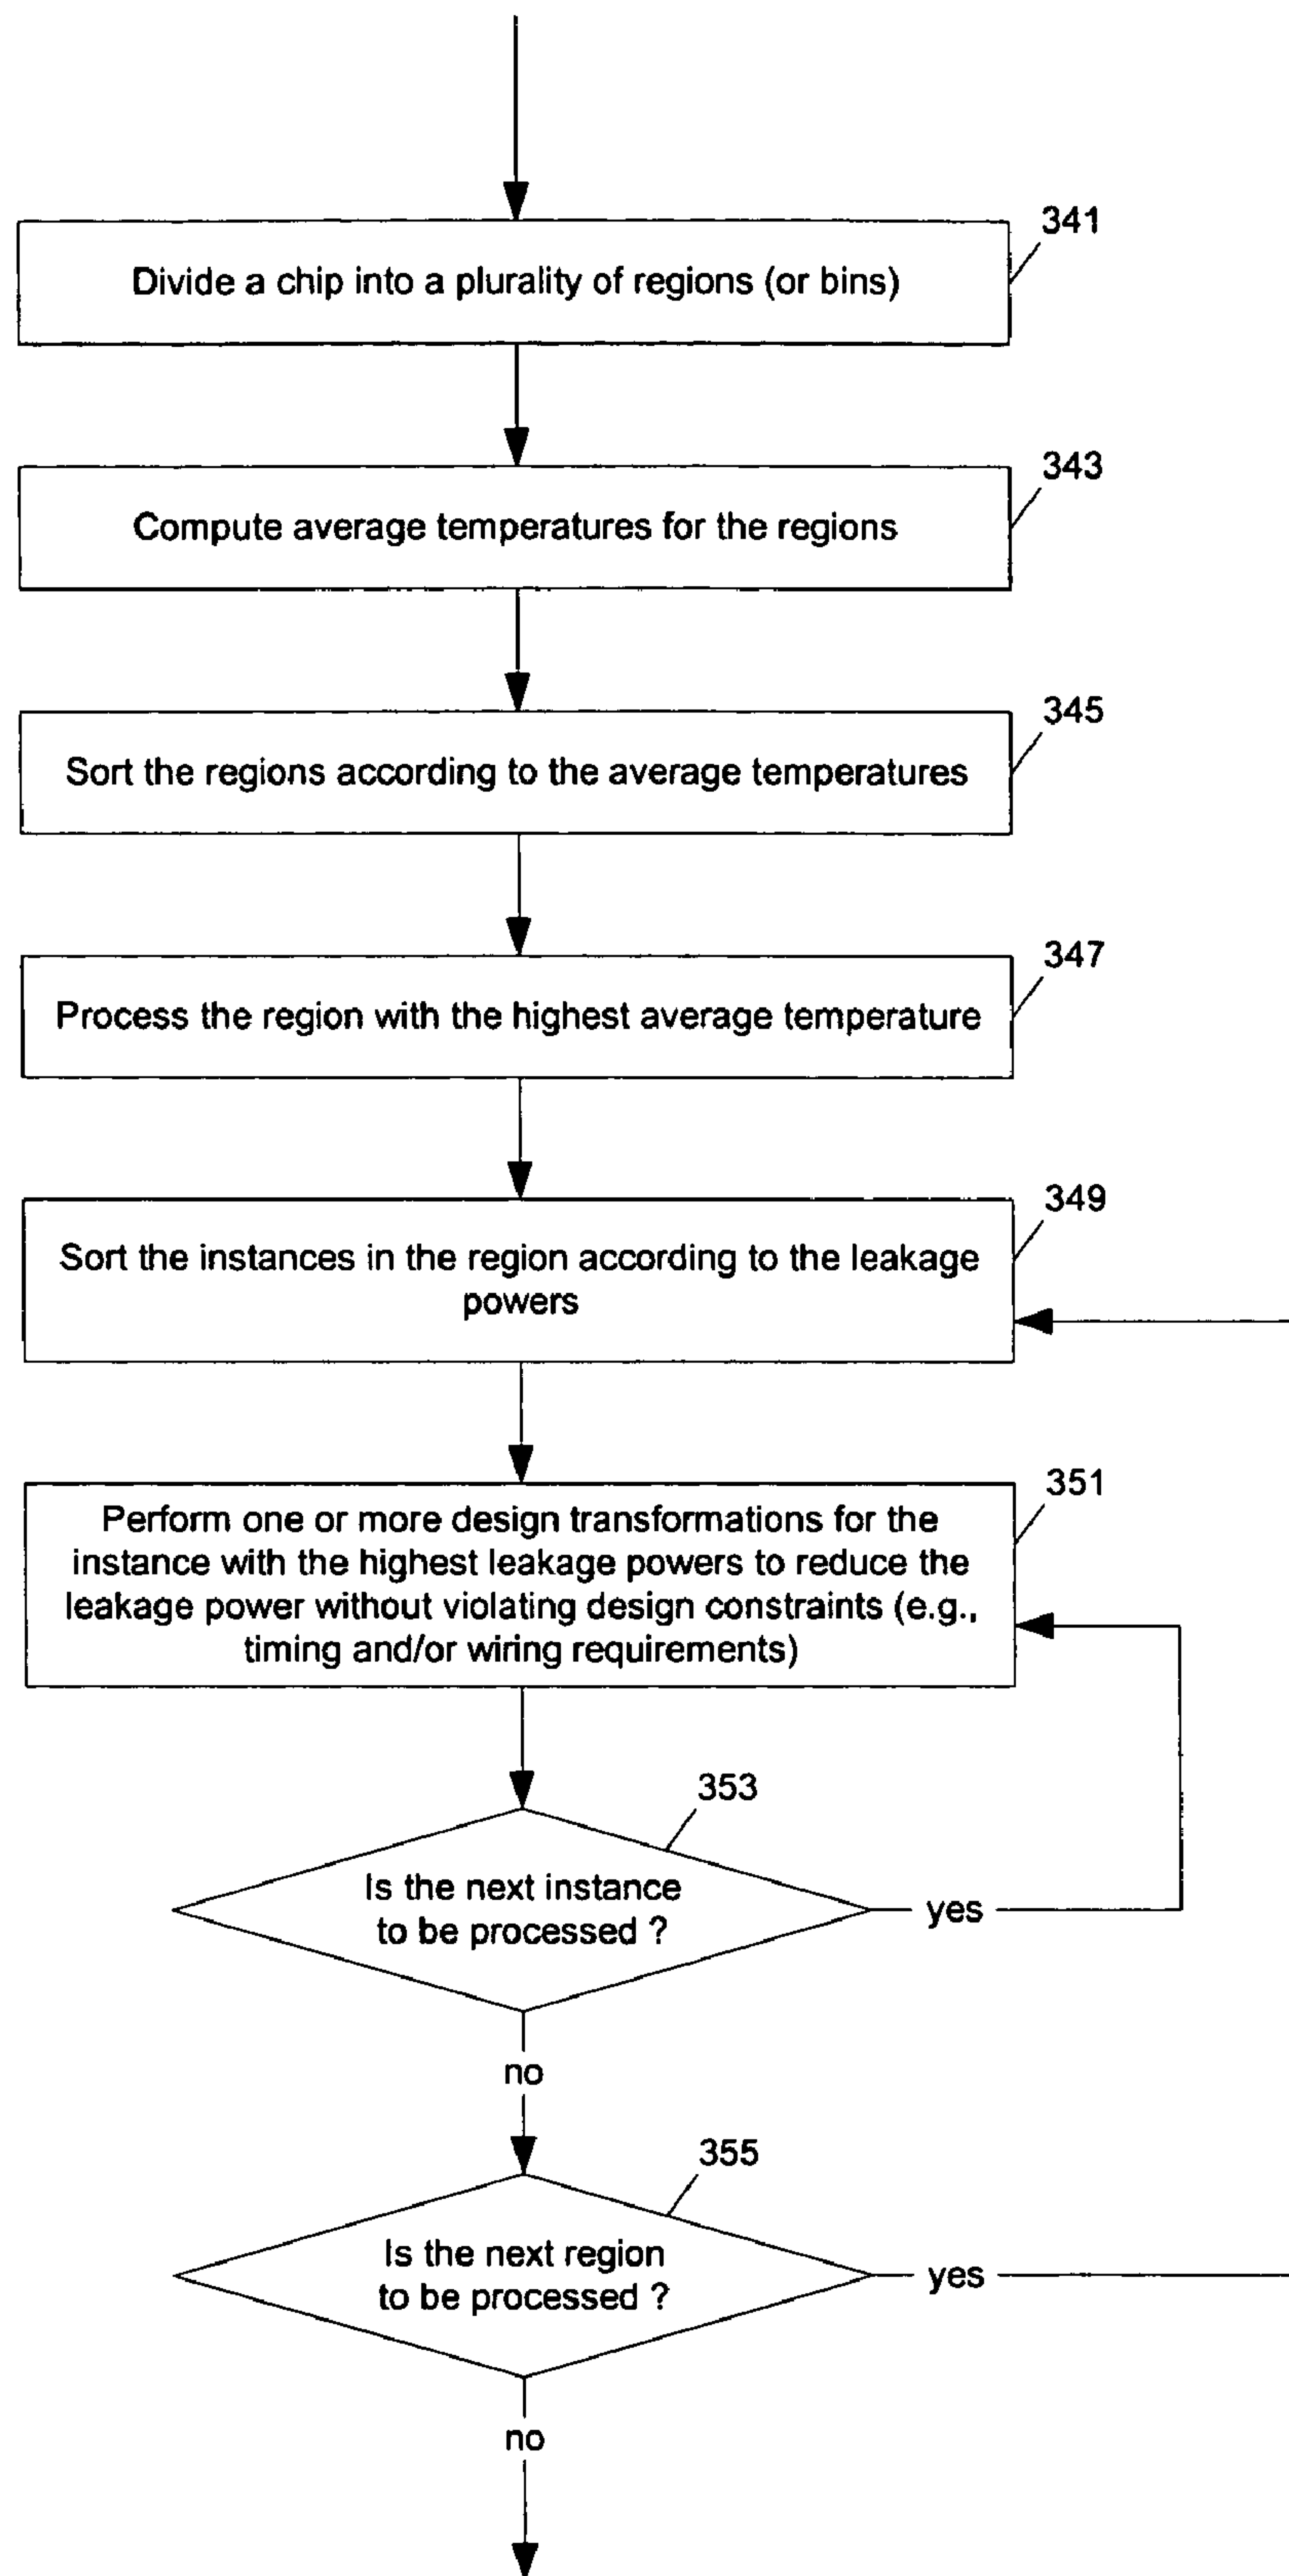 341
Divide a chip into a plurality of regions (or bins)
343
Compute average temperatures for the regions
345
Sort the regions according to the average temperatures
347
Process the region with the highest average temperature
349
Sort the instances in the region according to the leakage
powers
351
Perform one or more design transformations for the
instance with the highest leakage powers to reduce the
leakage power without violating design constraints (e.g.,
timing and/or wiring requirements)
353
Is the next instance
to be processed ?
yes
no
355
Is the next region
to be processed ?
yes
no